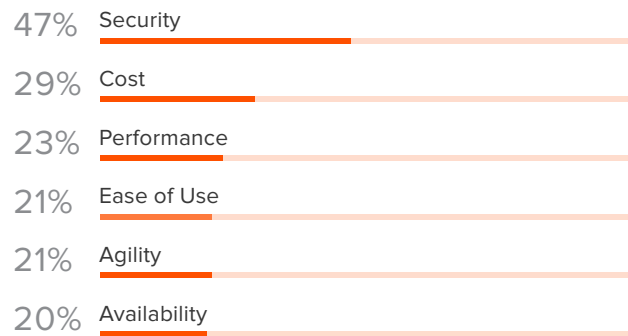 47% Security
29% Cost
23% Performance
21% Ease of Use
21% Agility
20% Availability